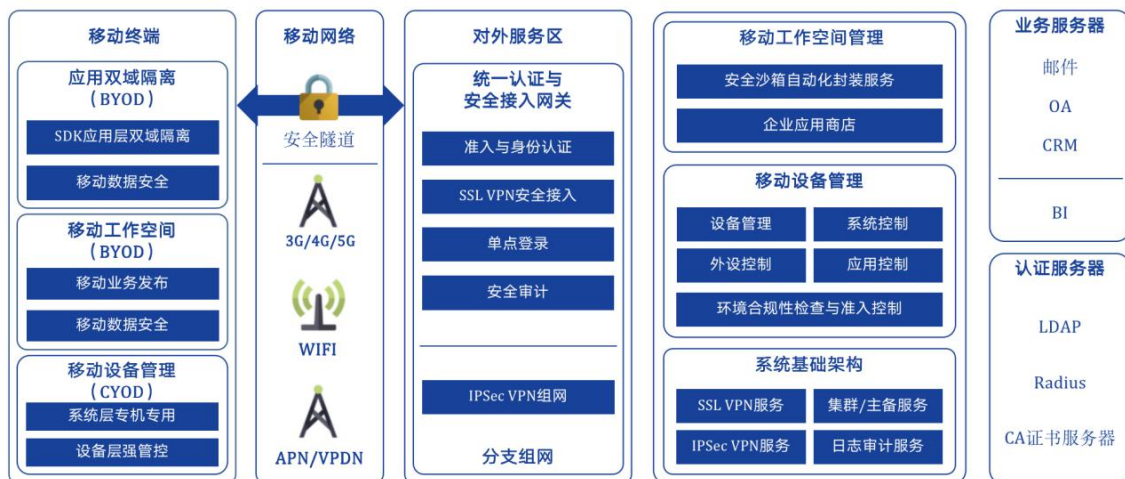 移动终端
应用双域隔离
(BYOD)
SDK应用层双域隔离
移动数据安全
移动工作空间
(BYOD)
移动业务发布
移动数据安全
移动设备管理
(CYOD)
系统层专机专用
设备层强管控
移动网络
安全隧道
3G/4G/5G
WIFI
APN/VPDN
对外服务区
统一认证与
安全接入网关
准入与身份认证
SSL VPN安全接入
单点登录
安全审计
IPSec VPN组网
分支组网
移动工作空间管理
安全沙箱自动化封装服务
企业应用商店
移动设备管理
设备管理
系统控制
外设控制
应用控制
环境合规性检查与准入控制
系统基础架构
SSL VPN服务
集群/主备服务
IPSec VPN服务
日志审计服务
业务服务器
邮件
OA
CRM
BI
认证服务器
LDAP
Radius
CA证书服务器